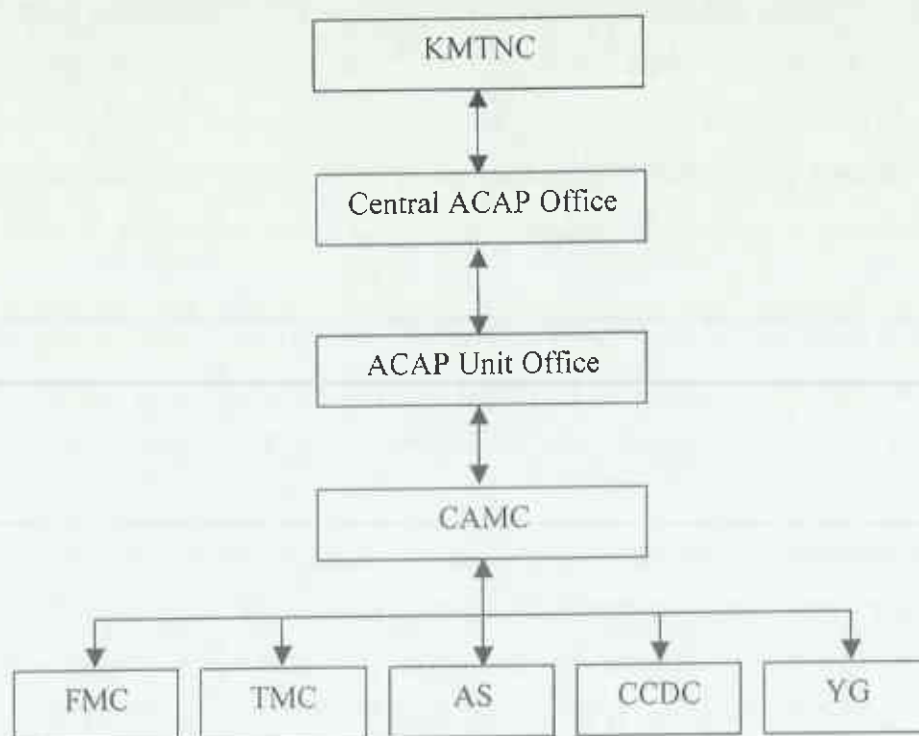 KMTNC
Central ACAP Office
ACAP Unit Office
CAMC
FMC TMC AS CCDC YG